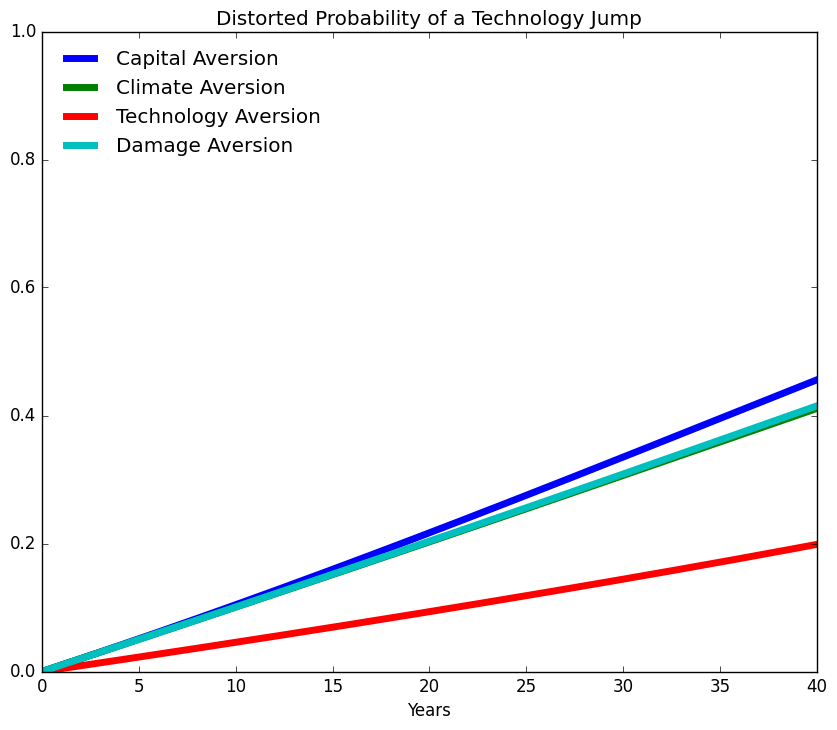 Distorted Probability of a Technology Jump
1.0
Capital Aversion
Climate Aversion
Technology Aversion
Damage Aversion
0.8
0.6
0.4
0.2
0.0
0 5 10 15 20 25 30 35 40
Years